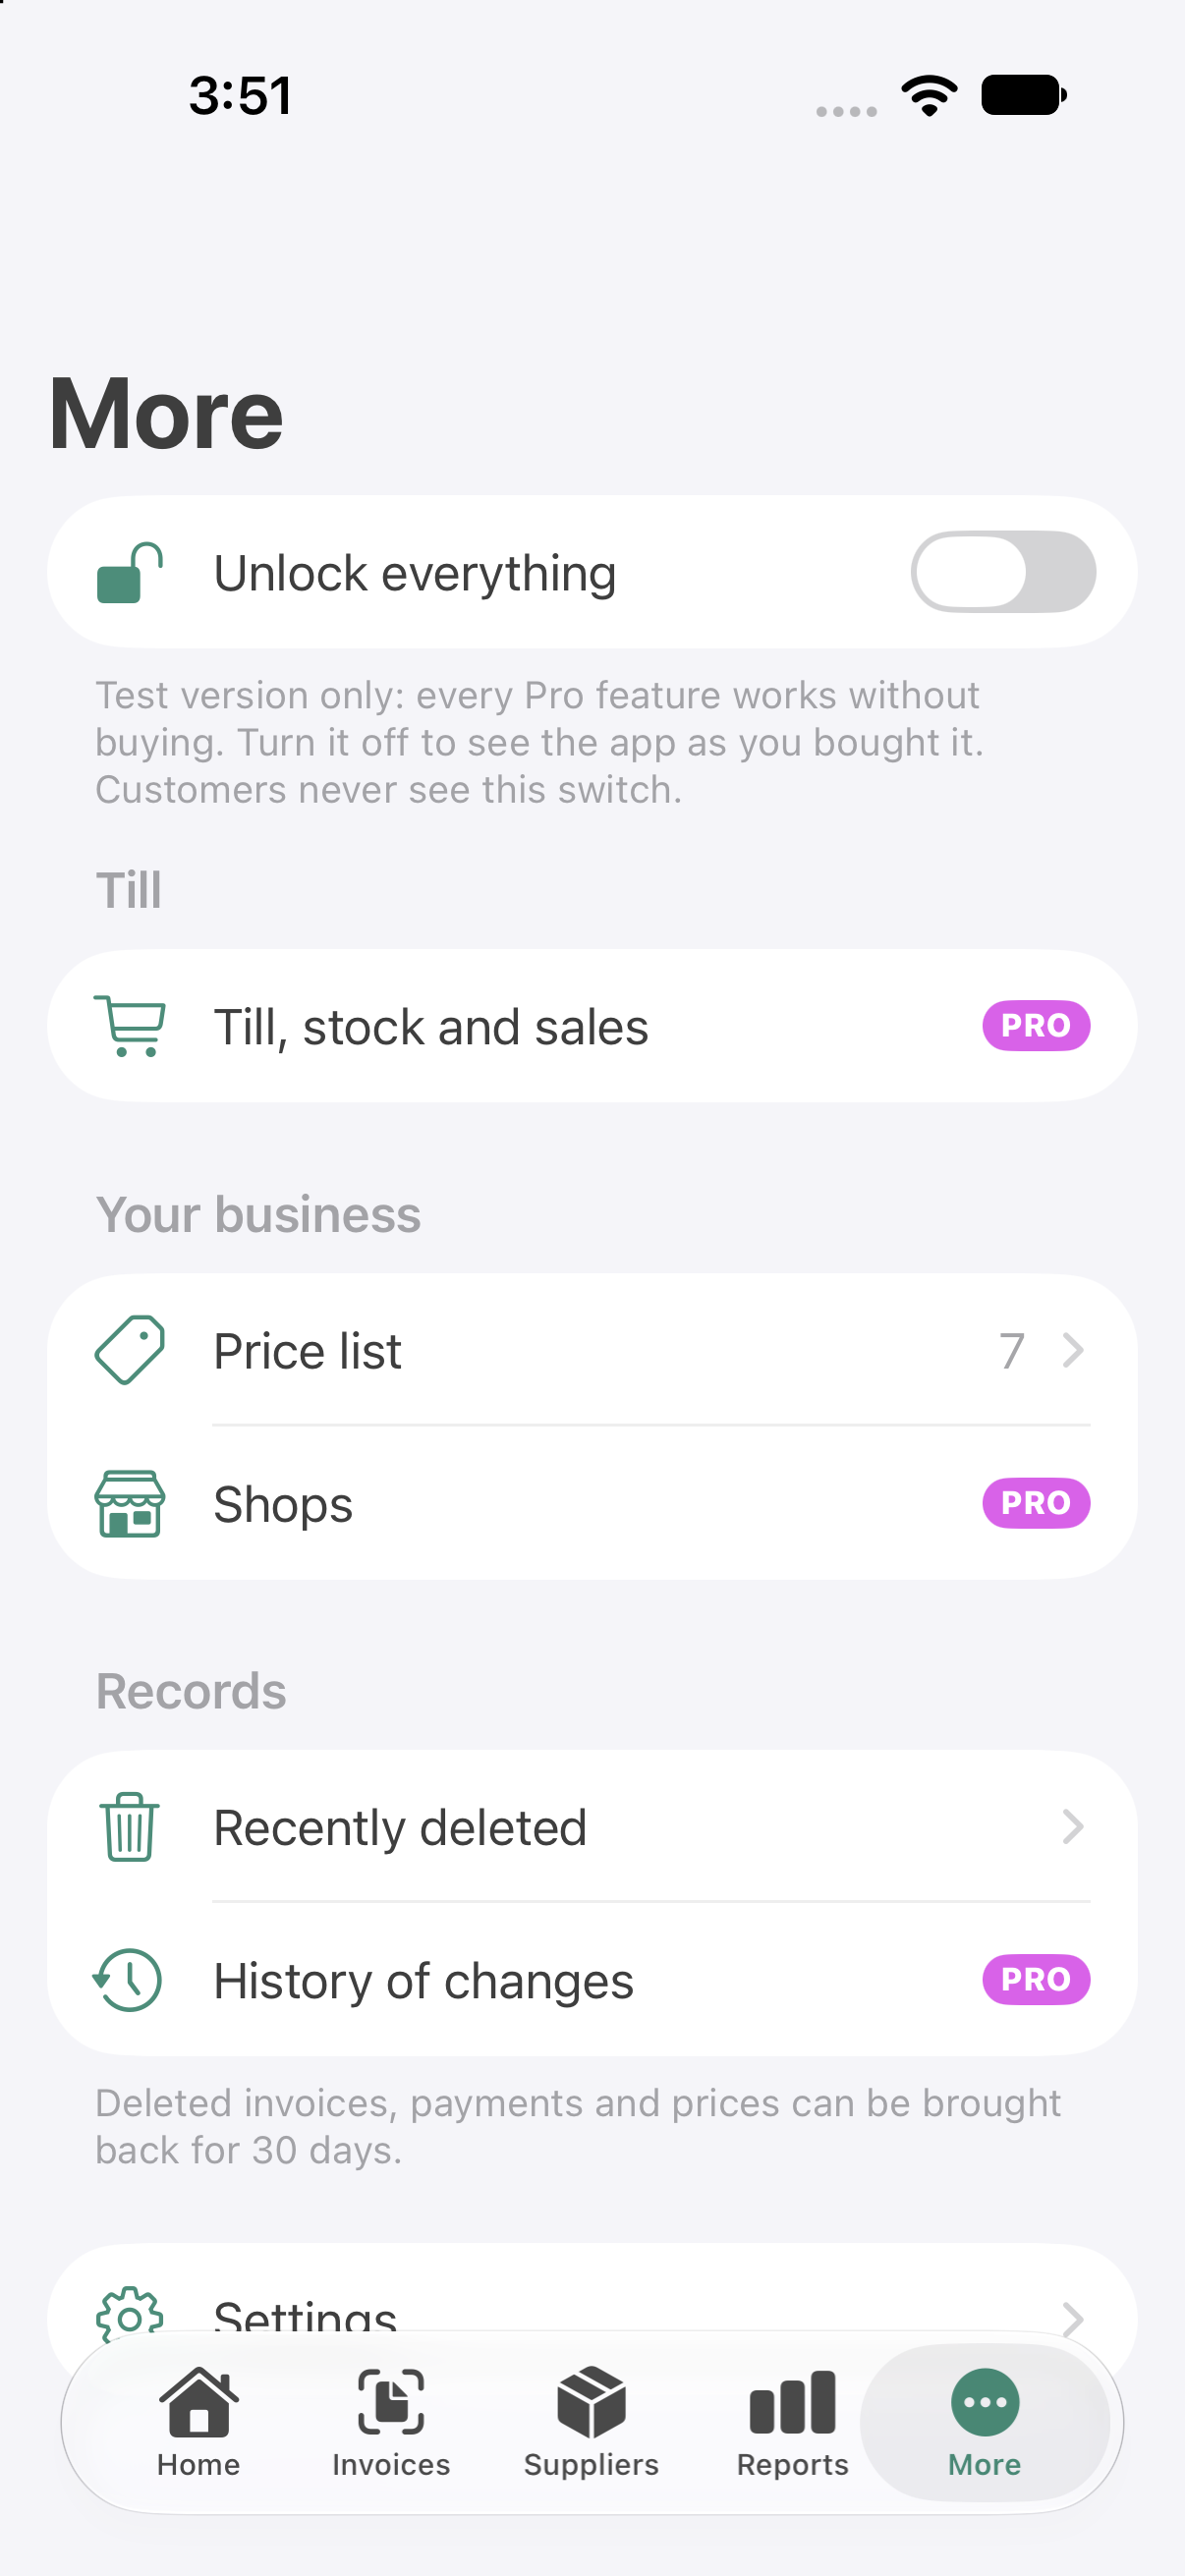 3:51
More
Unlock everything
Test version only: every Pro feature works without
buying. Turn it off to see the app as you bought it.
Customers never see this switch.
Till
Till, stock and sales
PRO
Your business
Price list
7
Shops
PRO
Records
Recently deleted
History of changes
PRO
Deleted invoices, payments and prices can be brought
back for 30 days.
Settings
Home
Invoices
Suppliers
Reports
More